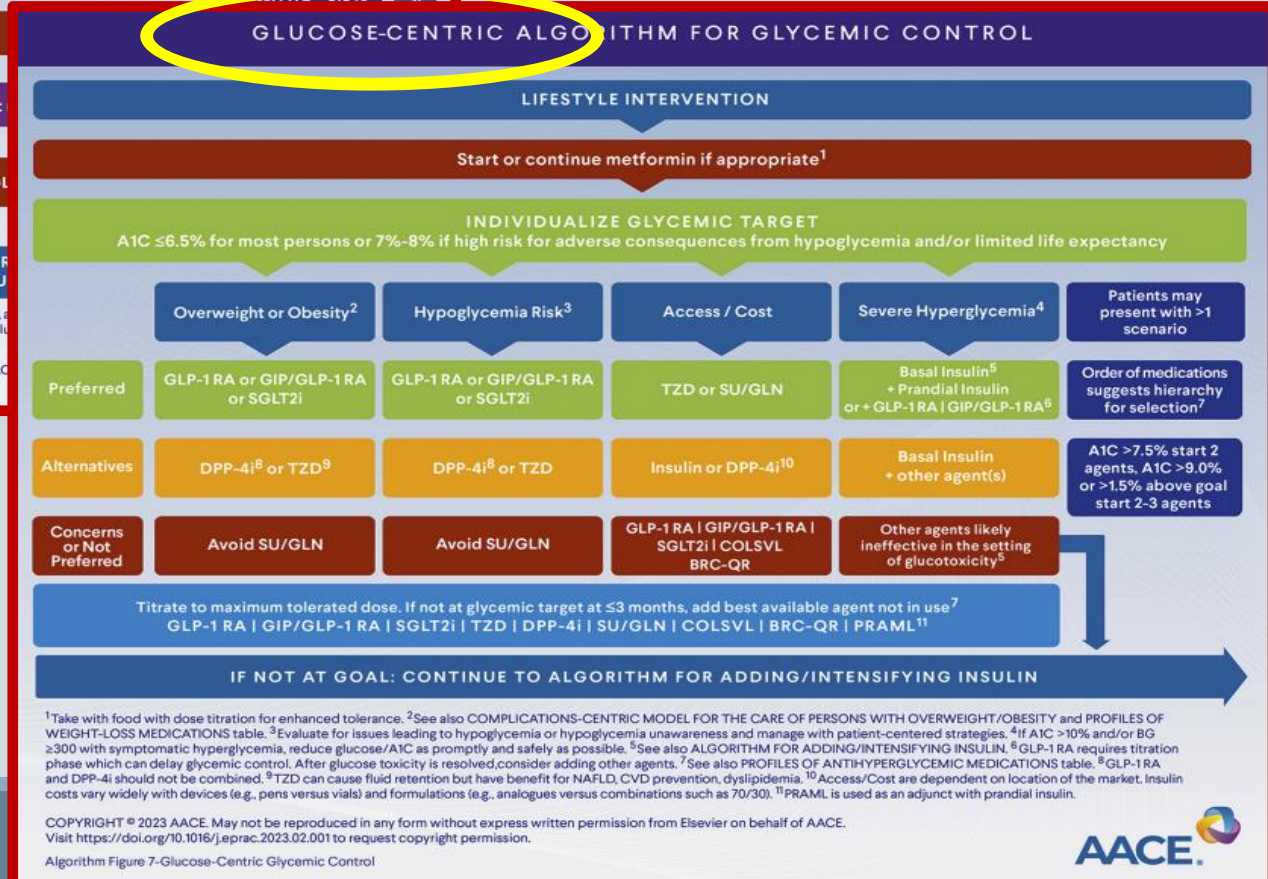 GLUCOSE-CENTRIC ALGORITHM FOR GLYCEMIC CONTROL
LIFESTYLE INTERVENTION
Start or continue metformin if appropriate1
INDIVIDUALIZE GLYCEMIC TARGET
A1C ≤6.5% for most persons or 7%-8% if high risk for adverse consequences from hypoglycemia and/or limited life expectancy
Overweight or Obesity2
Hypoglycemia Risk3
Access / Cost
Severe Hyperglycemia4
Patients may
present with >1
scenario
Preferred
GLP-1 RA or GIP/GLP-1 RA
or SGLT2i
GLP-1 RA or GIP/GLP-1 RA
or SGLT2i
TZD or SU/GLN
Basal Insulin5
+ Prandial Insulin
or + GLP-1 RA | GIP/GLP-1 RA6
Order of medications
suggests hierarchy
for selection7
Alternatives
DPP-4i8 or TZD9
DPP-4i8 or TZD
Insulin or DPP-4i10
Basal Insulin
+ other agent(s)
A1C >7.5% start 2
agents, A1C >9.0%
or >1.5% above goal
start 2-3 agents
Concerns
or Not
Preferred
Avoid SU/GLN
Avoid SU/GLN
GLP-1 RA | GIP/GLP-1 RA |
SGLT2i | COLSVL
BRC-QR
Other agents likely
ineffective in the setting
of glucotoxicity5
Titrate to maximum tolerated dose. If not at glycemic target at ≤3 months, add best available agent not in use7
GLP-1 RA | GIP/GLP-1 RA | SGLT2i | TZD | DPP-4i | SU/GLN | COLSVL | BRC-QR | PRAML11
IF NOT AT GOAL: CONTINUE TO ALGORITHM FOR ADDING/INTENSIFYING INSULIN
1Take with food with dose titration for enhanced tolerance. 2See also COMPLICATIONS-CENTRIC MODEL FOR THE CARE OF PERSONS WITH OVERWEIGHT/OBESITY and PROFILES OF
WEIGHT-LOSS MEDICATIONS table. 3Evaluate for issues leading to hypoglycemia or hypoglycemia unawareness and manage with patient-centered strategies. 4If A1C >10% and/or BG
≥300 with symptomatic hyperglycemia, reduce glucose/A1C as promptly and safely as possible. 5See also ALGORITHM FOR ADDING/INTENSIFYING INSULIN. 6GLP-1 RA requires titration
phase which can delay glycemic control. After glucose toxicity is resolved,consider adding other agents. 7See also PROFILES OF ANTIHYPERGLYCEMIC MEDICATIONS table. 8GLP-1 RA
and DPP-4i should not be combined. 9TZD can cause fluid retention but have benefit for NAFLD, CVD prevention, dyslipidemia. 10Access/Cost are dependent on location of the market. Insulin
costs vary widely with devices (e.g., pens versus vials) and formulations (e.g., analogues versus combinations such as 70/30). 11PRAML is used as an adjunct with prandial insulin.
COPYRIGHT © 2023 AACE. May not be reproduced in any form without express written permission from Elsevier on behalf of AACE.
Visit https://doi.org/10.1016/j.eprac.2023.02.001 to request copyright permission.
Algorithm Figure 7-Glucose-Centric Glycemic Control
AACE.